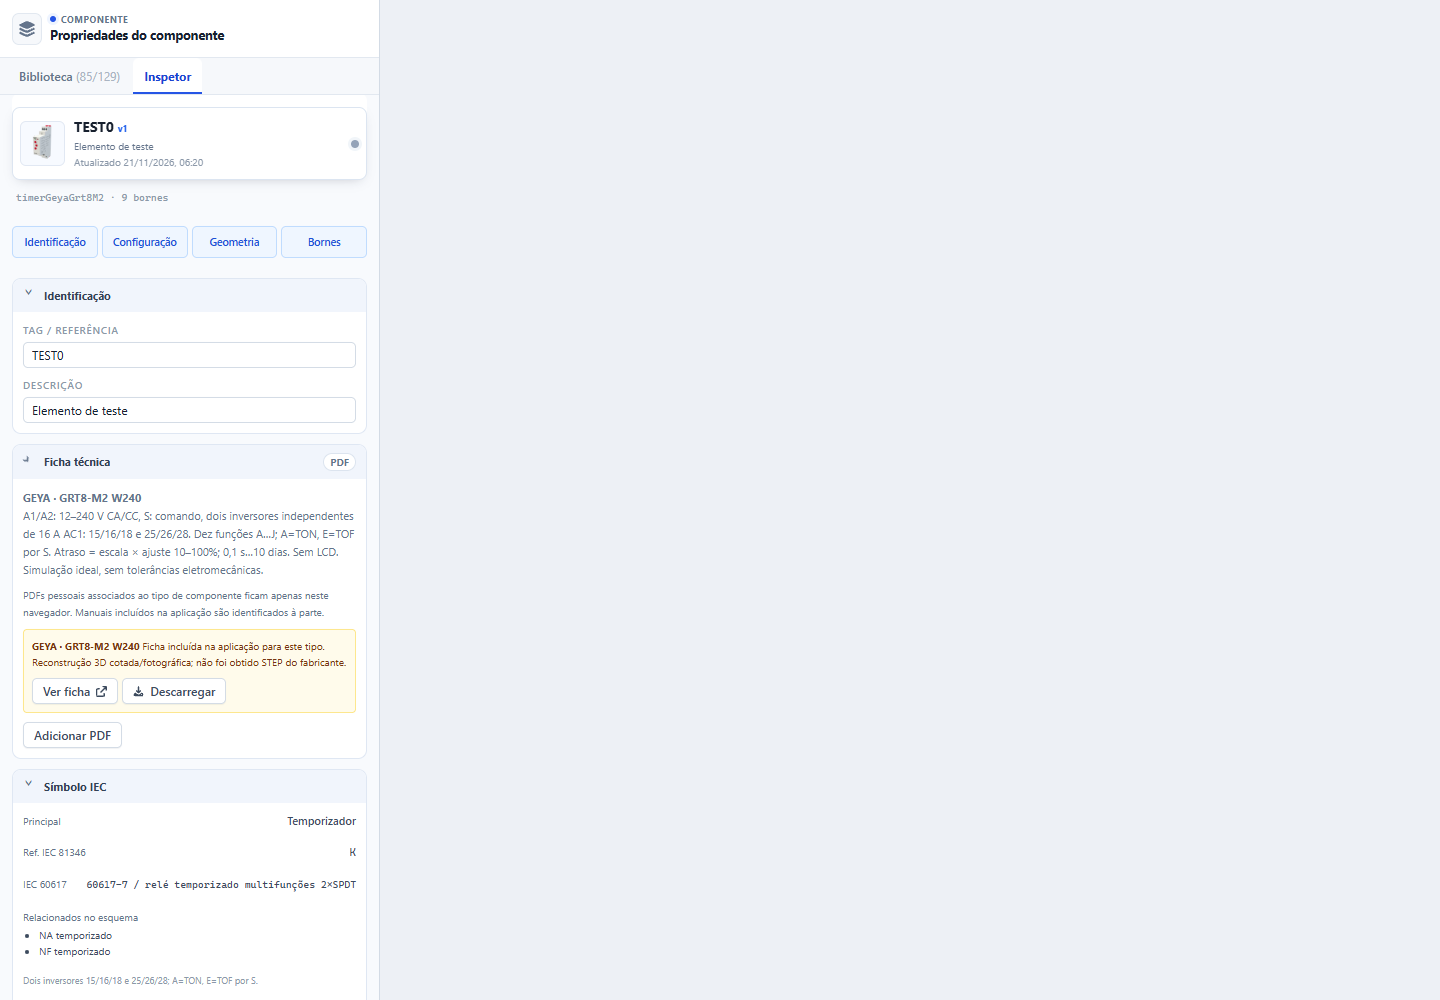 COMPONENTE
Propriedades do componente
Biblioteca (85/129)
Inspetor
TEST0 v1
Elemento de teste
Atualizado 21/11/2026, 06:20
timerGeyaGrt8M2 · 9 bornes
Identificação
Configuração
Geometria
Bornes
Identificação
TAG / REFERÊNCIA
TEST0
DESCRIÇÃO
Elemento de teste
Ficha técnica
PDF
GEYA · GRT8-M2 W240
A1/A2: 12–240 V CA/CC, S: comando, dois inversores independentes
de 16 A AC1: 15/16/18 e 25/26/28. Dez funções A…J; A=TON, E=TOF
por S. Atraso = escala × ajuste 10–100%; 0,1 s…10 dias. Sem LCD.
Simulação ideal, sem tolerâncias eletromecânicas.
PDFs pessoais associados ao tipo de componente ficam apenas neste
navegador. Manuais incluídos na aplicação são identificados à parte.
GEYA · GRT8-M2 W240 Ficha incluída na aplicação para este tipo.
Reconstrução 3D cotada/fotográfica; não foi obtido STEP do fabricante.
Ver ficha
Descarregar
Adicionar PDF
Símbolo IEC
Principal
Temporizador
Ref. IEC 81346
K
IEC 60617
60617-7 / relé temporizado multifunções 2×SPDT
Relacionados no esquema
• NA temporizado
• NF temporizado
Dois inversores 15/16/18 e 25/26/28; A=TON, E=TOF por S.